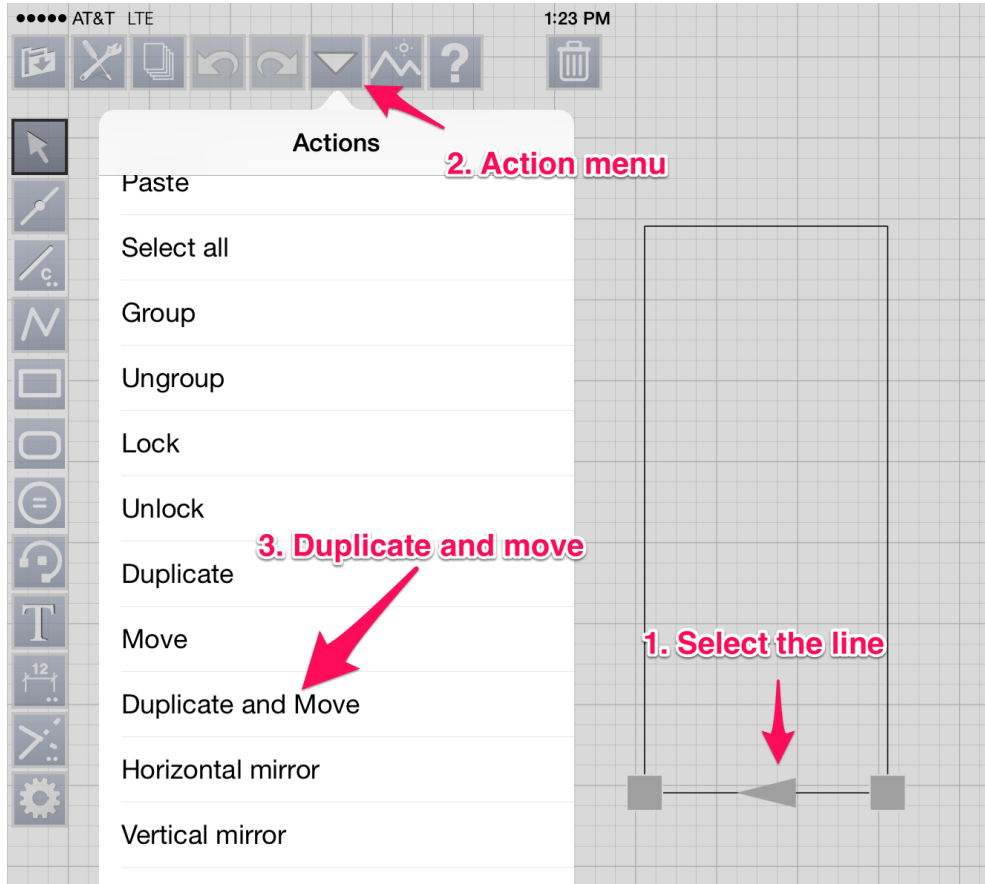 AT&T LTE 1:23 PM
?
Actions
2. Action menu
Paste
Select all
C
Group
Ungroup
Lock
Unlock
3. Duplicate and move
Duplicate
T
Move
1. Select the line
12
Duplicate and Move
Horizontal mirror
Vertical mirror